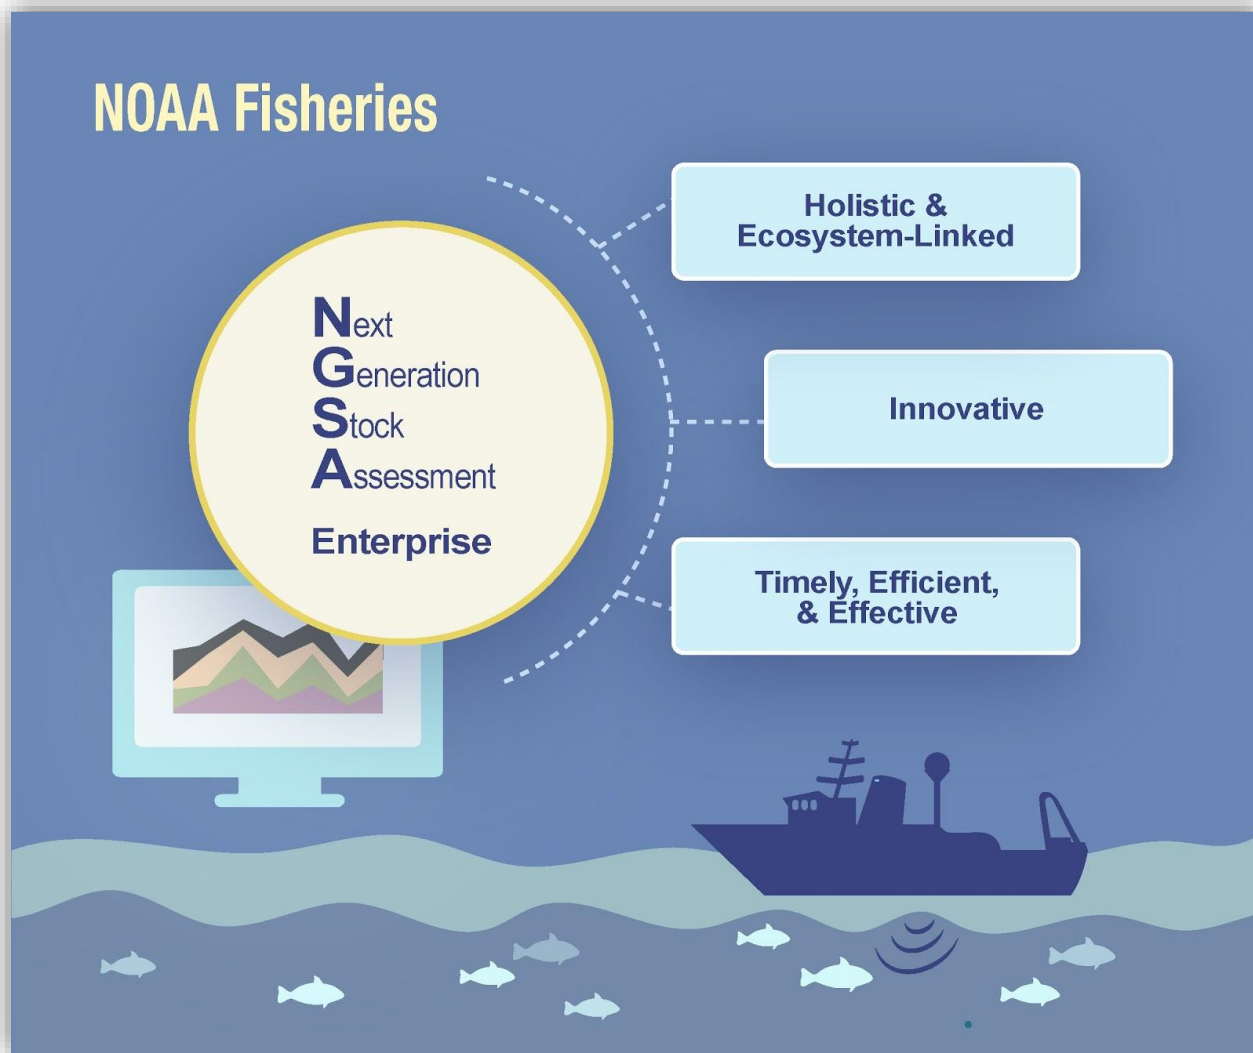 NOAA Fisheries
Next
Generation
Stock
Assessment
Enterprise
Holistic &
Ecosystem-Linked
Innovative
Timely, Efficient,
& Effective